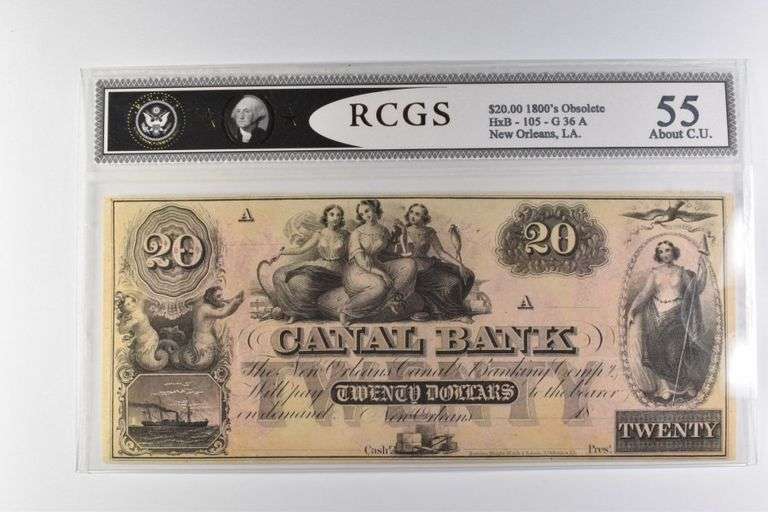 RCGS
$20.00 1800's Obsolete
HxB - 105 - G 36 A
New Orleans, LA.
55
About C.U.
20
A
20
A
CANAL BANK
The New Orleans Canal & Banking Comp.y
Will pay TWENTY DOLLARS to the bearer
on demand. New Orleans 18
TWENTY
TWENTY
Cash.r
Pres.t